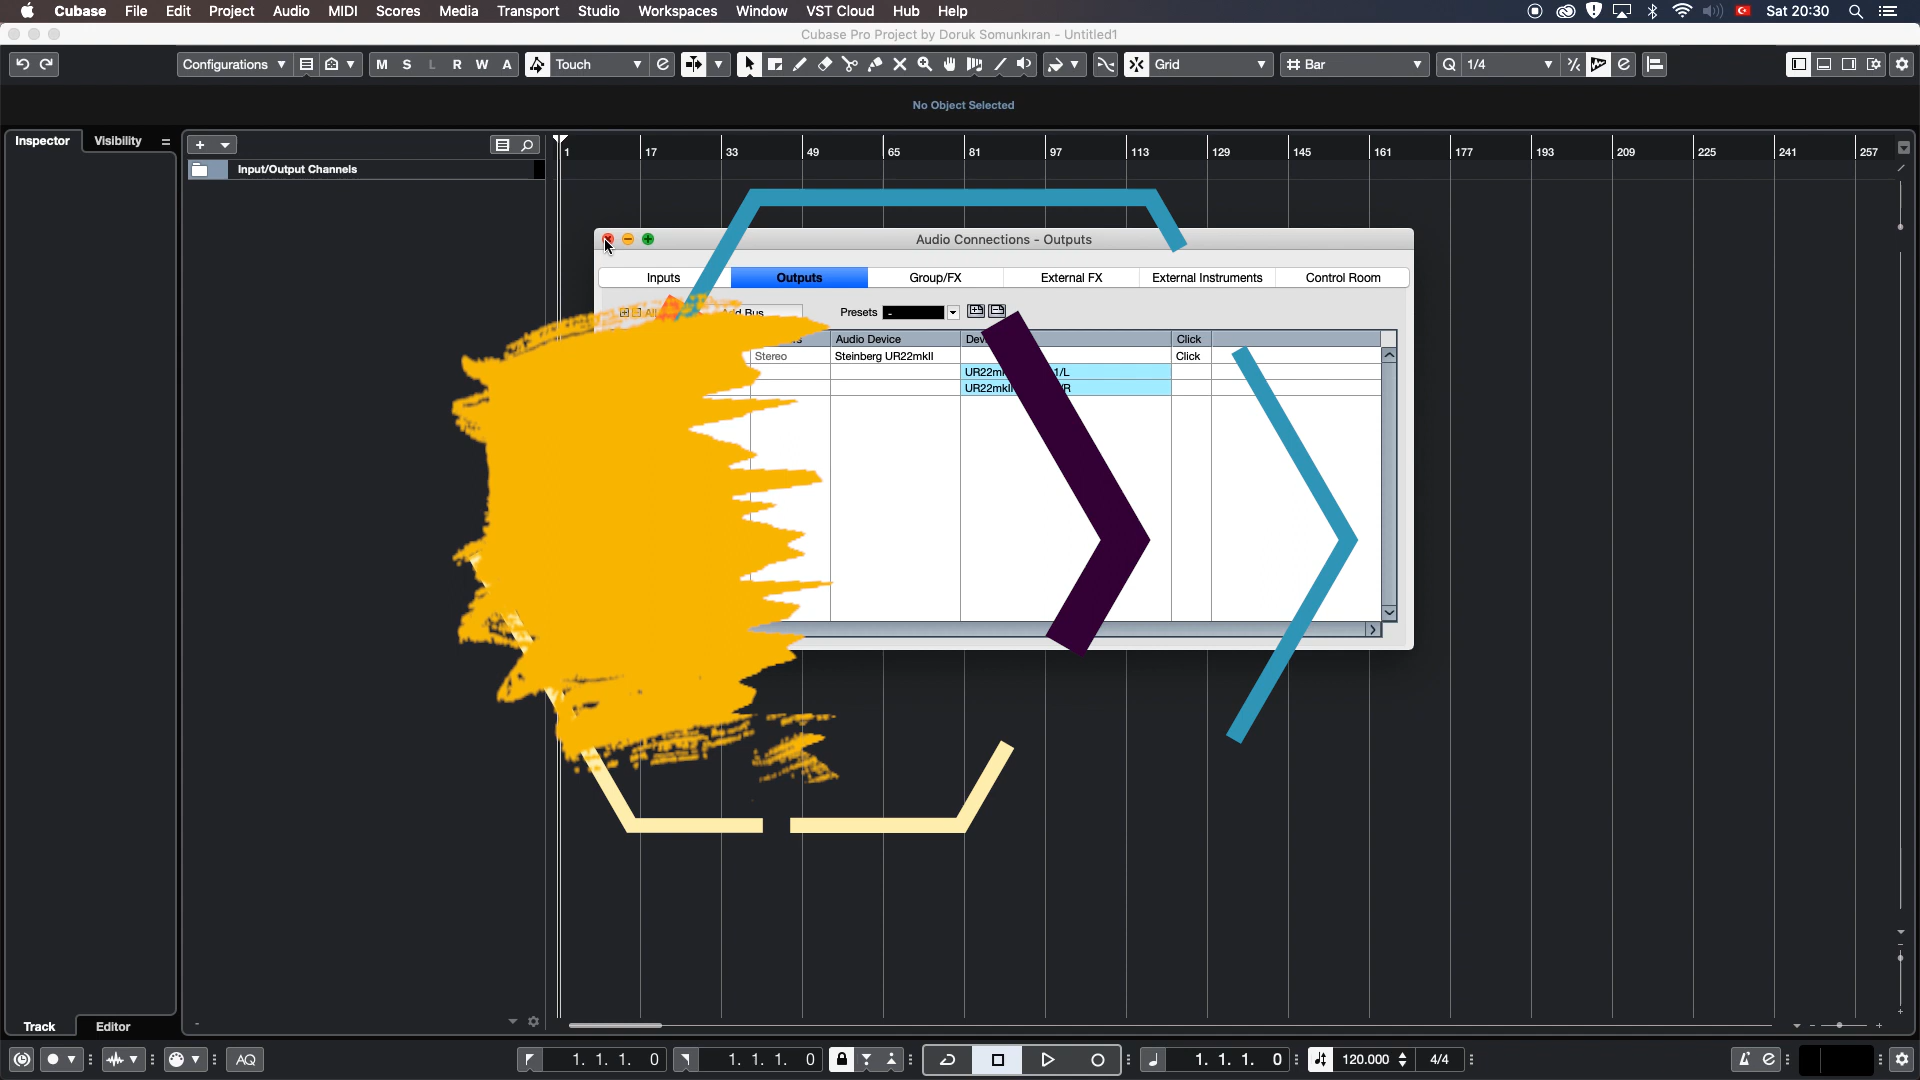 Cubase File Edit Project Audio MIDI Scores Media Transport Studio Workspaces Window VST Cloud Hub Help Sat 20:30
Cubase Pro Project by Doruk Somunkıran - Untitled1
Configurations M S L R W A Touch Grid Bar Q 1/4
No Object Selected
Inspector Visibility
1 17 33 49 65 81 97 113 129 145 161 177 193 209 225 241 257
Input/Output Channels
Audio Connections - Outputs
Inputs Outputs Group/FX External FX External Instruments Control Room
All Bus Presets -
Audio Device Click
Stereo Steinberg UR22mkII Click
1/L
Track Editor
AQ 1. 1. 1. 0 1. 1. 1. 0 1. 1. 1. 0 120.000 4/4